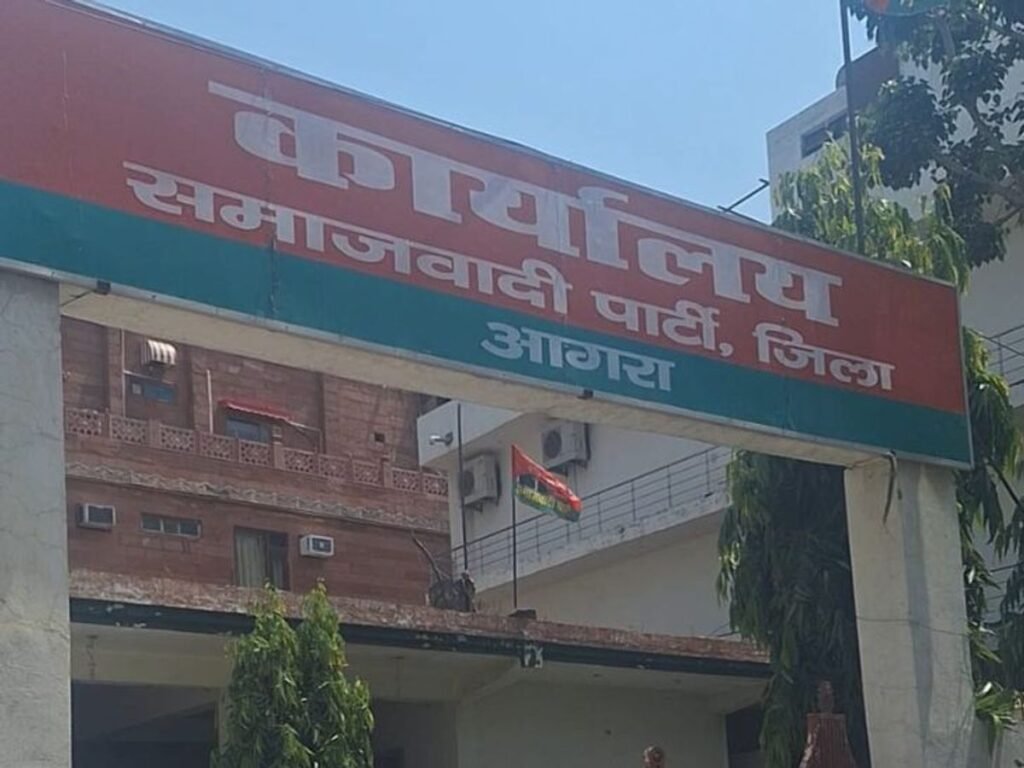 कार्यालय
समाजवादी पार्टी, जिला
आगरा